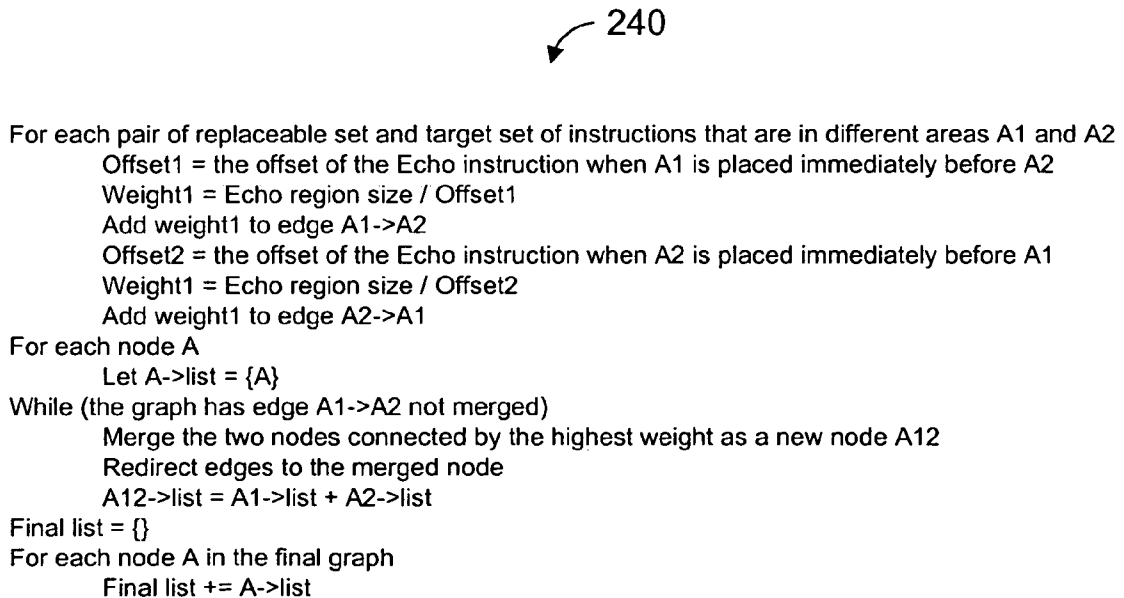 240
For each pair of replaceable set and target set of instructions that are in different areas A1 and A2
Offset1 = the offset of the Echo instruction when A1 is placed immediately before A2
Weight1 = Echo region size / Offset1
Add weight1 to edge A1->A2
Offset2 = the offset of the Echo instruction when A2 is placed immediately before A1
Weight1 = Echo region size / Offset2
Add weight1 to edge A2->A1
For each node A
Let A->list = {A}
While (the graph has edge A1->A2 not merged)
Merge the two nodes connected by the highest weight as a new node A12
Redirect edges to the merged node
A12->list = A1->list + A2->list
Final list = {}
For each node A in the final graph
Final list += A->list